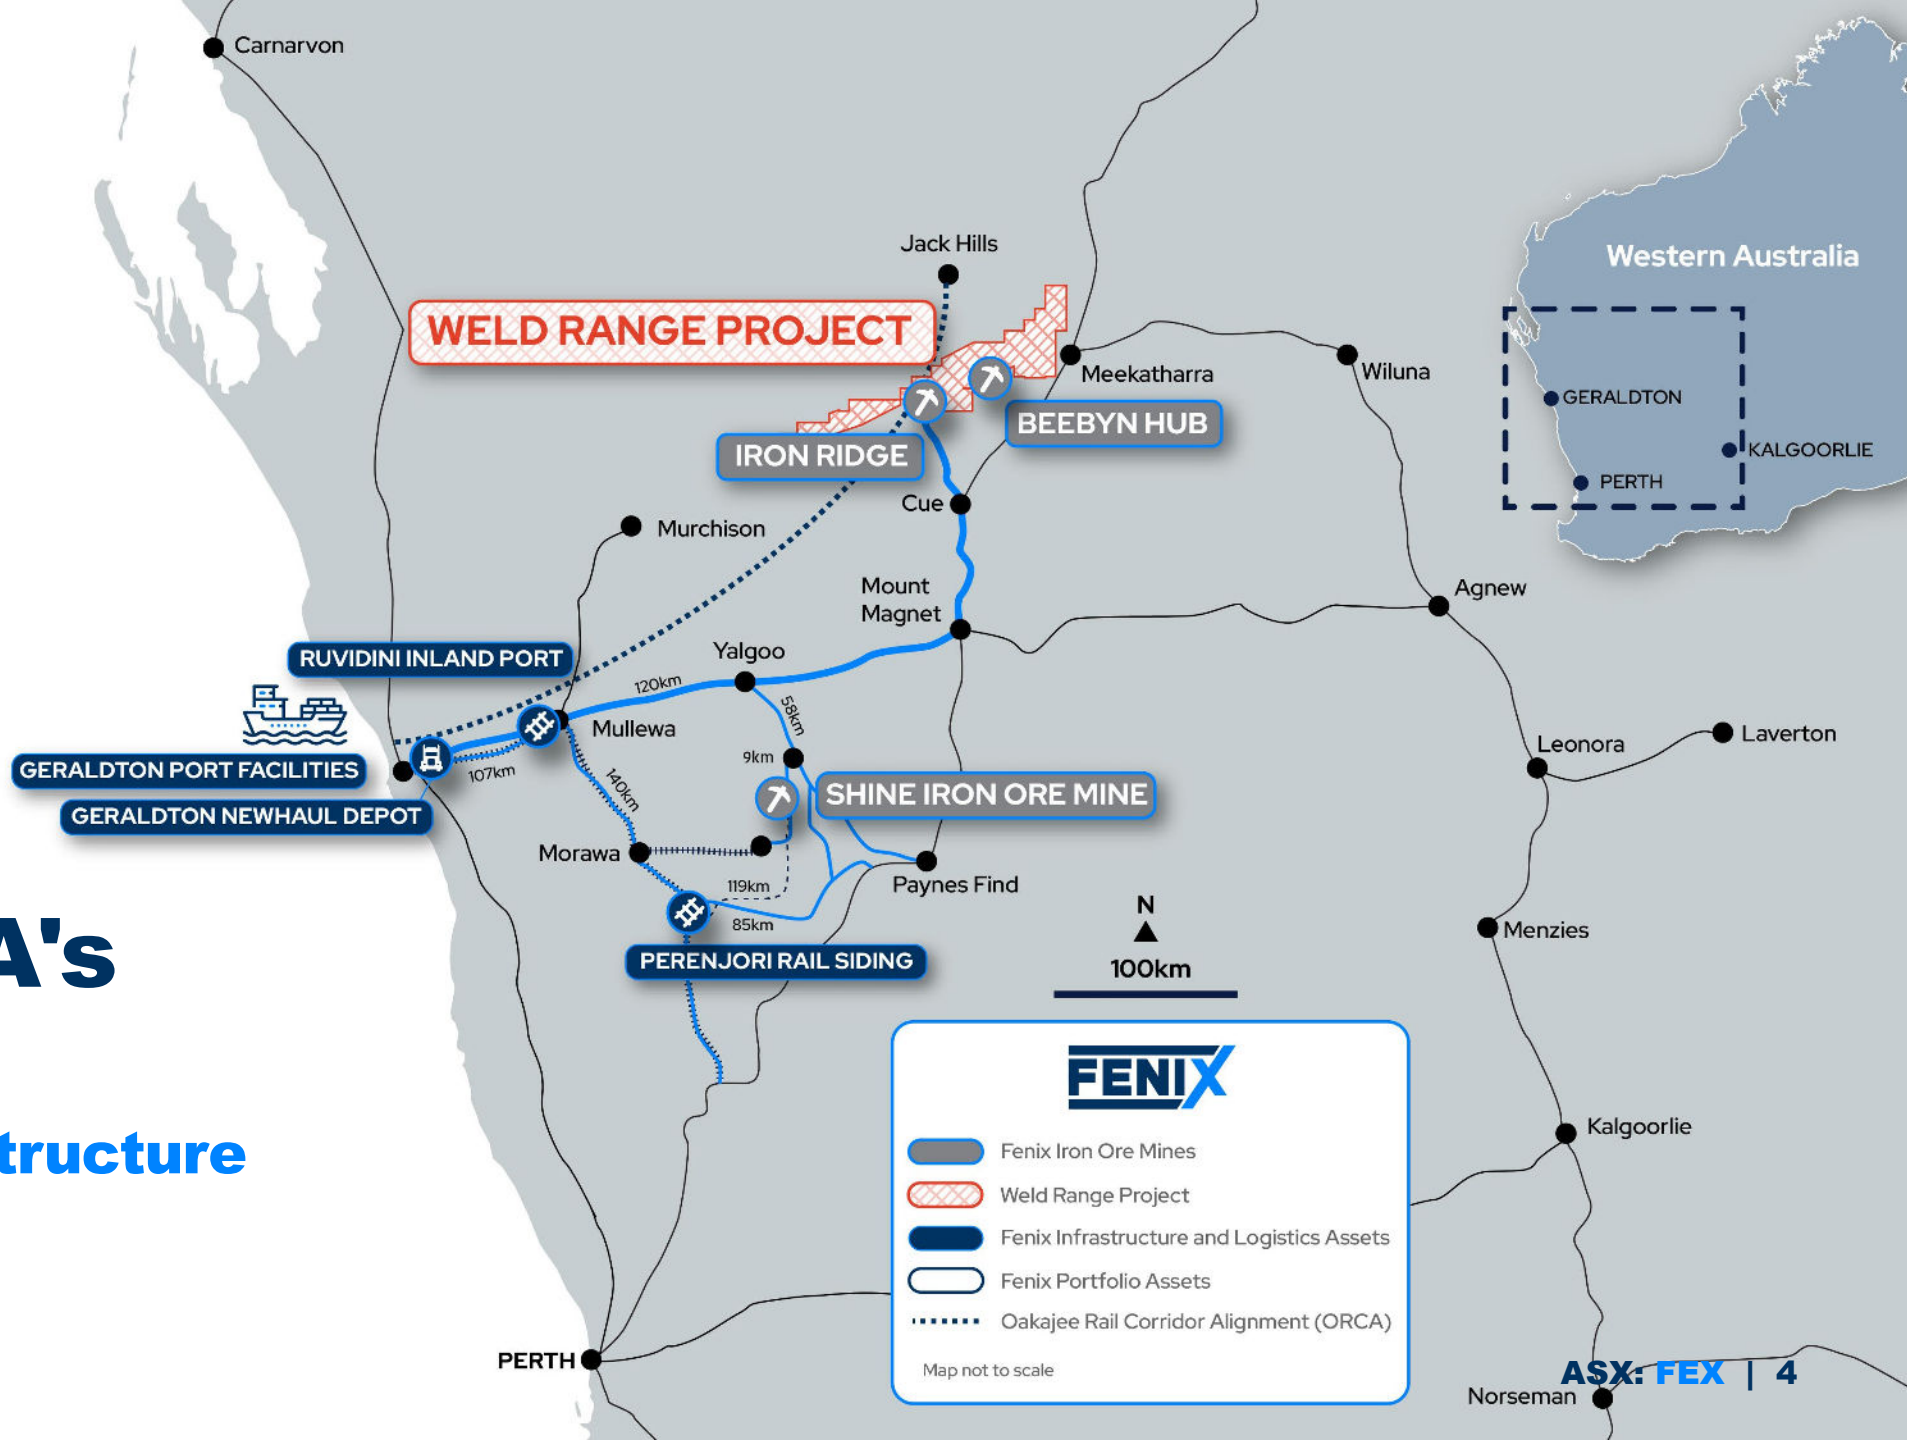 Carnarvon
Jack Hills
WELD RANGE PROJECT
Meekatharra
Wiluna
BEEBYN HUB
IRON RIDGE
Cue
Murchison
Mount
Magnet
Agnew
Western Australia
GERALDTON
KALGOORLIE
PERTH
RUVIDINI INLAND PORT
Yalgoo
120km
58km
Mullewa
9km
Leonora
Laverton
GERALDTON PORT FACILITIES
107km
140km
SHINE IRON ORE MINE
GERALDTON NEWHAUL DEPOT
Morawa
119km
Paynes Find
85km
PERENJORI RAIL SIDING
N
100km
Menzies
A's
tructure
FENIX
Fenix Iron Ore Mines
Weld Range Project
Fenix Infrastructure and Logistics Assets
Fenix Portfolio Assets
Oakajee Rail Corridor Alignment (ORCA)
Map not to scale
Kalgoorlie
PERTH
Norseman
ASX: FEX | 4